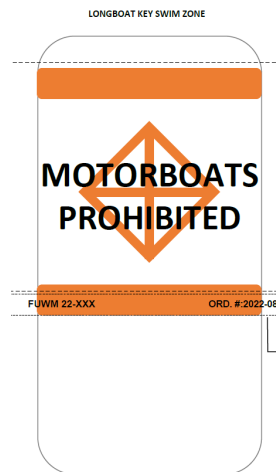 LONGBOAT KEY SWIM ZONE
MOTORBOATS
PROHIBITED
FUWM 22-XXX ORD. #:2022-08